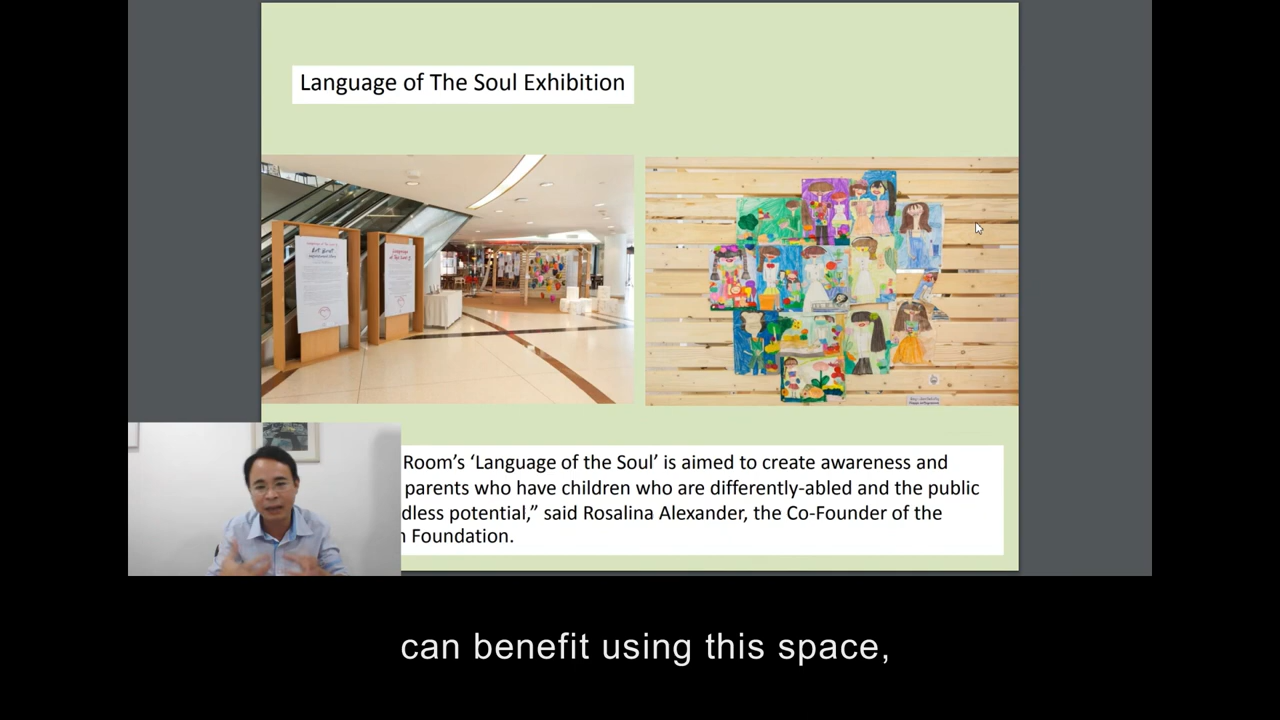 Language of The Soul Exhibition
Room’s ‘Language of the Soul’ is aimed to create awareness and
parents who have children who are differently-abled and the public
dless potential,” said Rosalina Alexander, the Co-Founder of the
Foundation.
can benefit using this space,